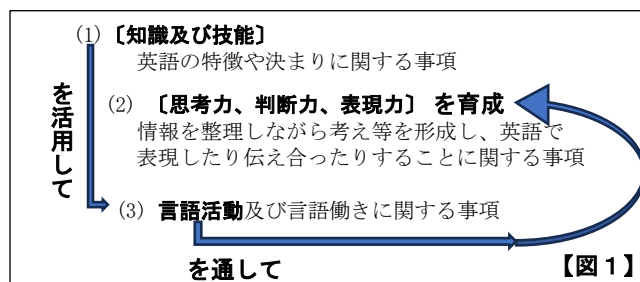 (1) 〔知識及び技能〕
英語の特徴や決まりに関する事項
を活用して
(2) 〔思考力、判断力、表現力〕 を育成
情報を整理しながら考え等を形成し、英語で
表現したり伝え合ったりすることに関する事項
(3) 言語活動及び言語働きに関する事項
を通して
【図１】